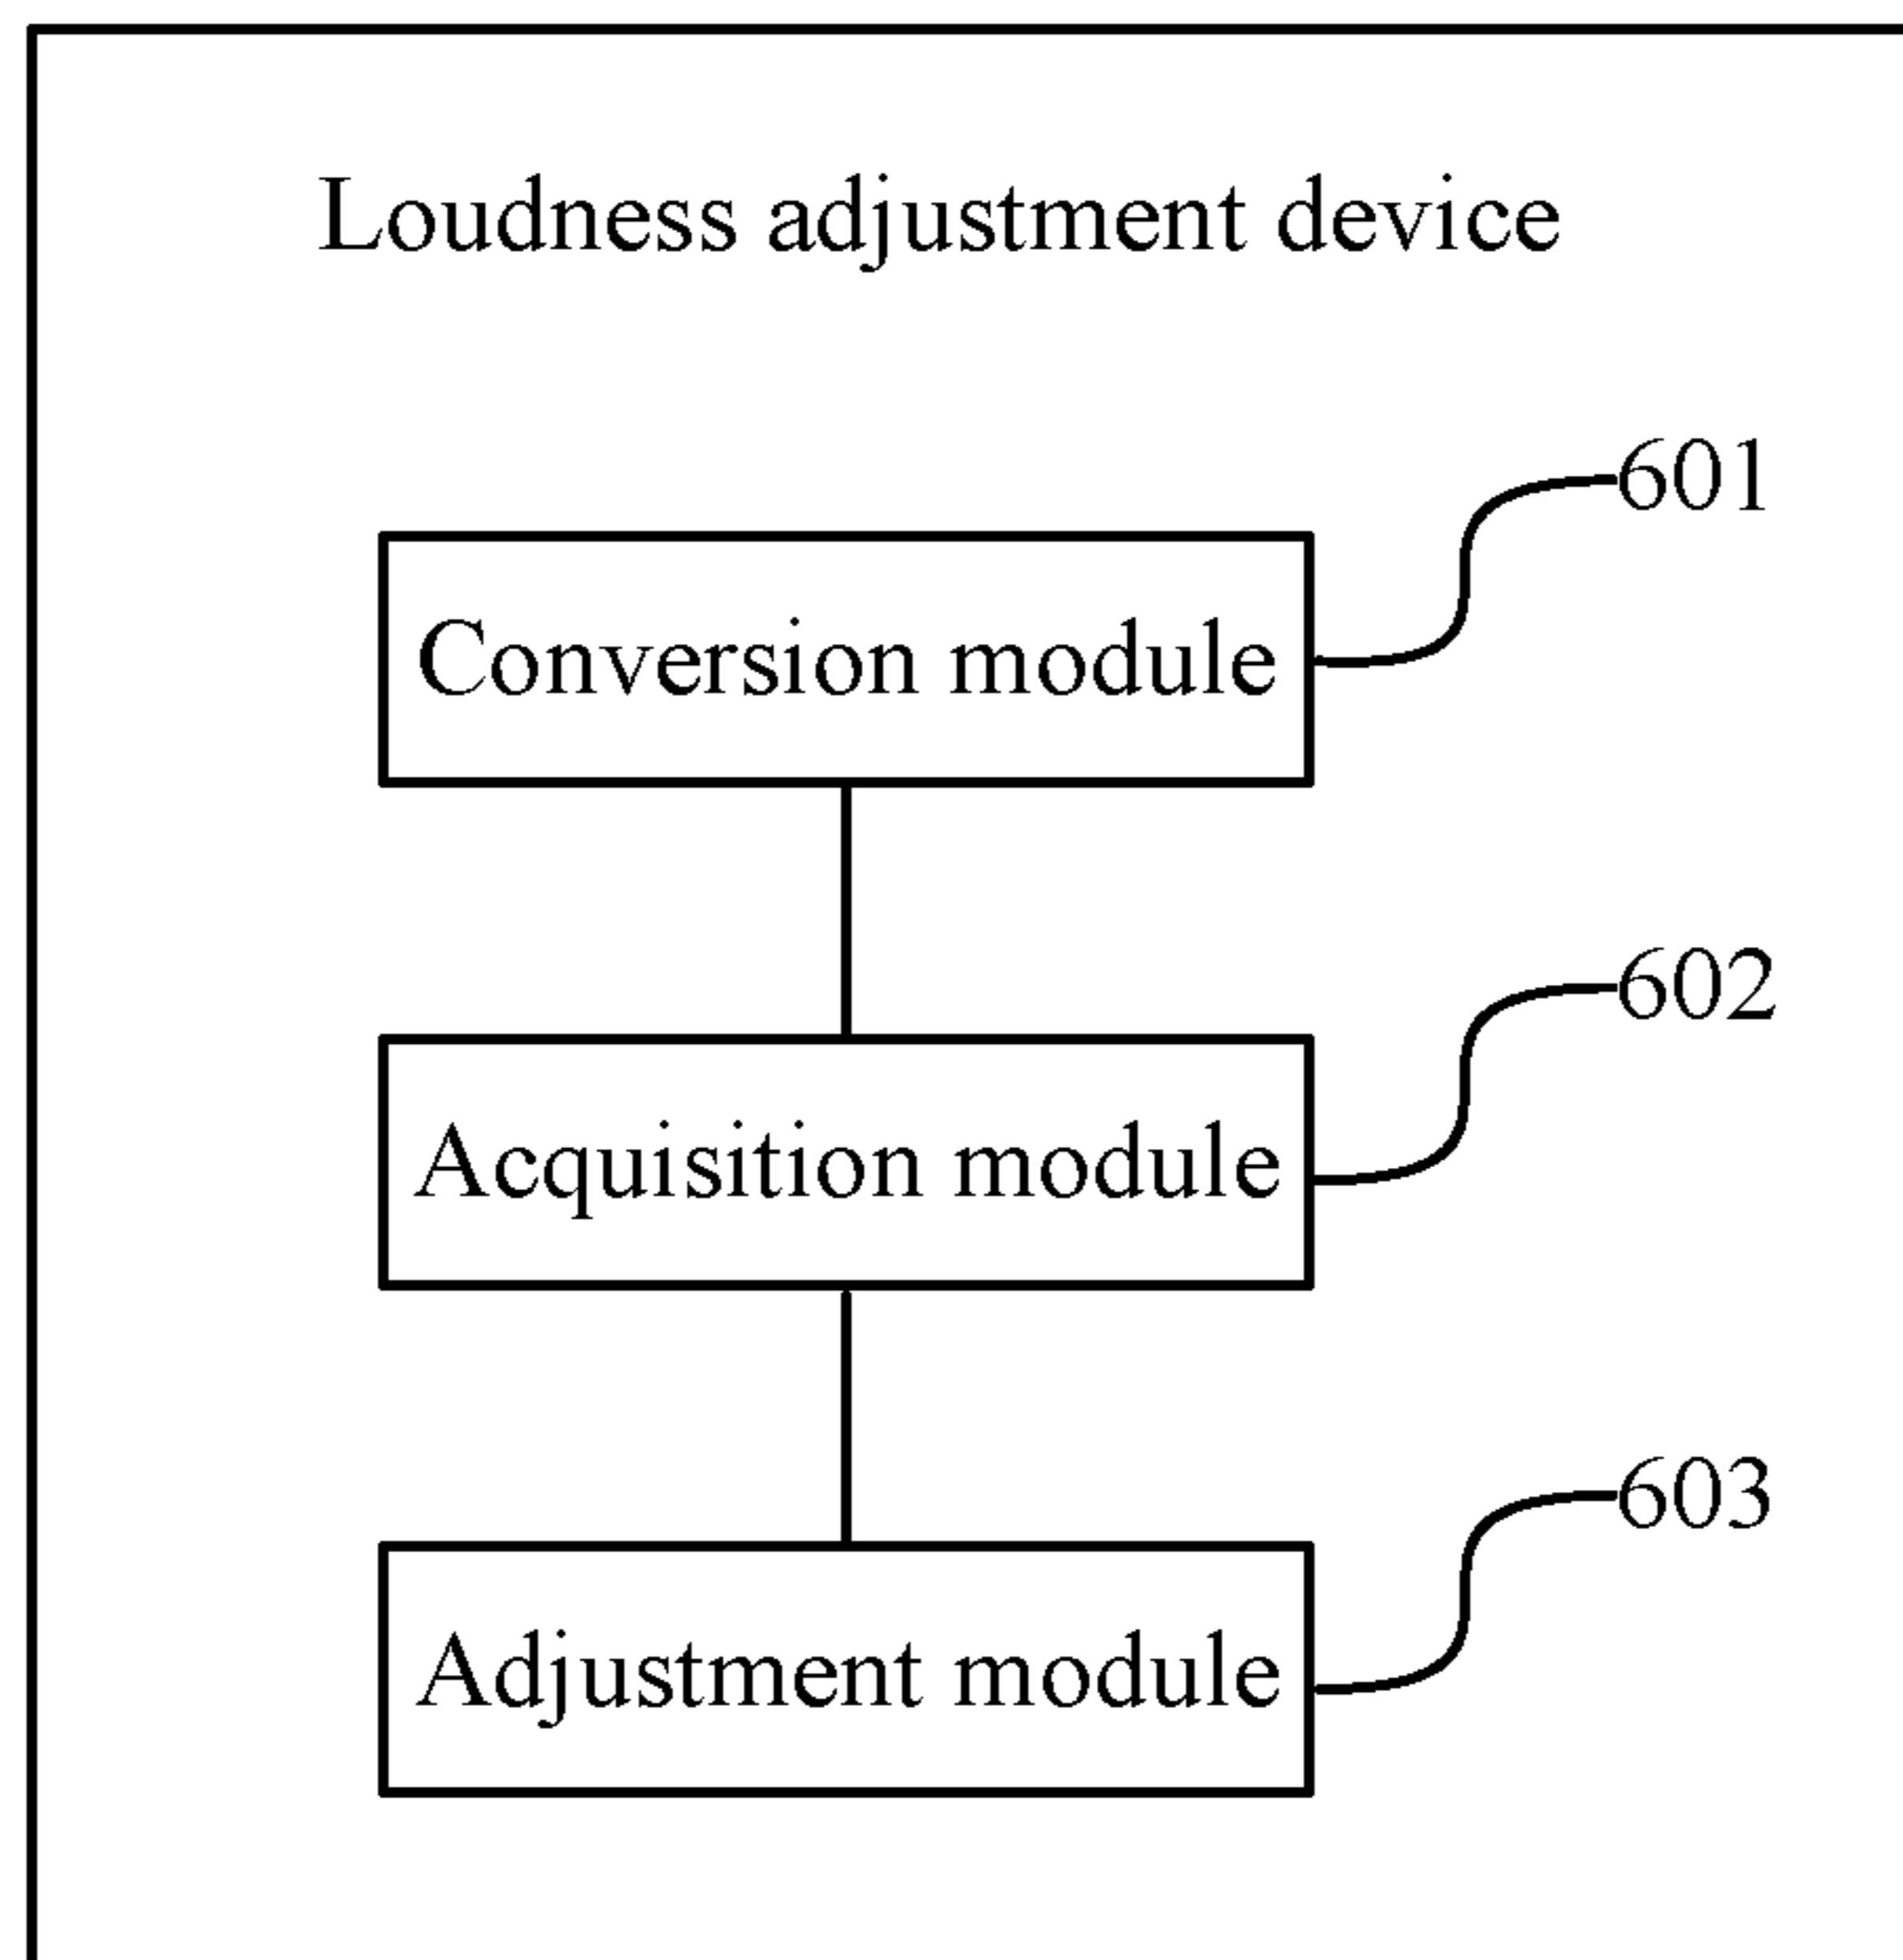 Loudness adjustment device
601
Conversion module
602
Acquisition module
603
Adjustment module